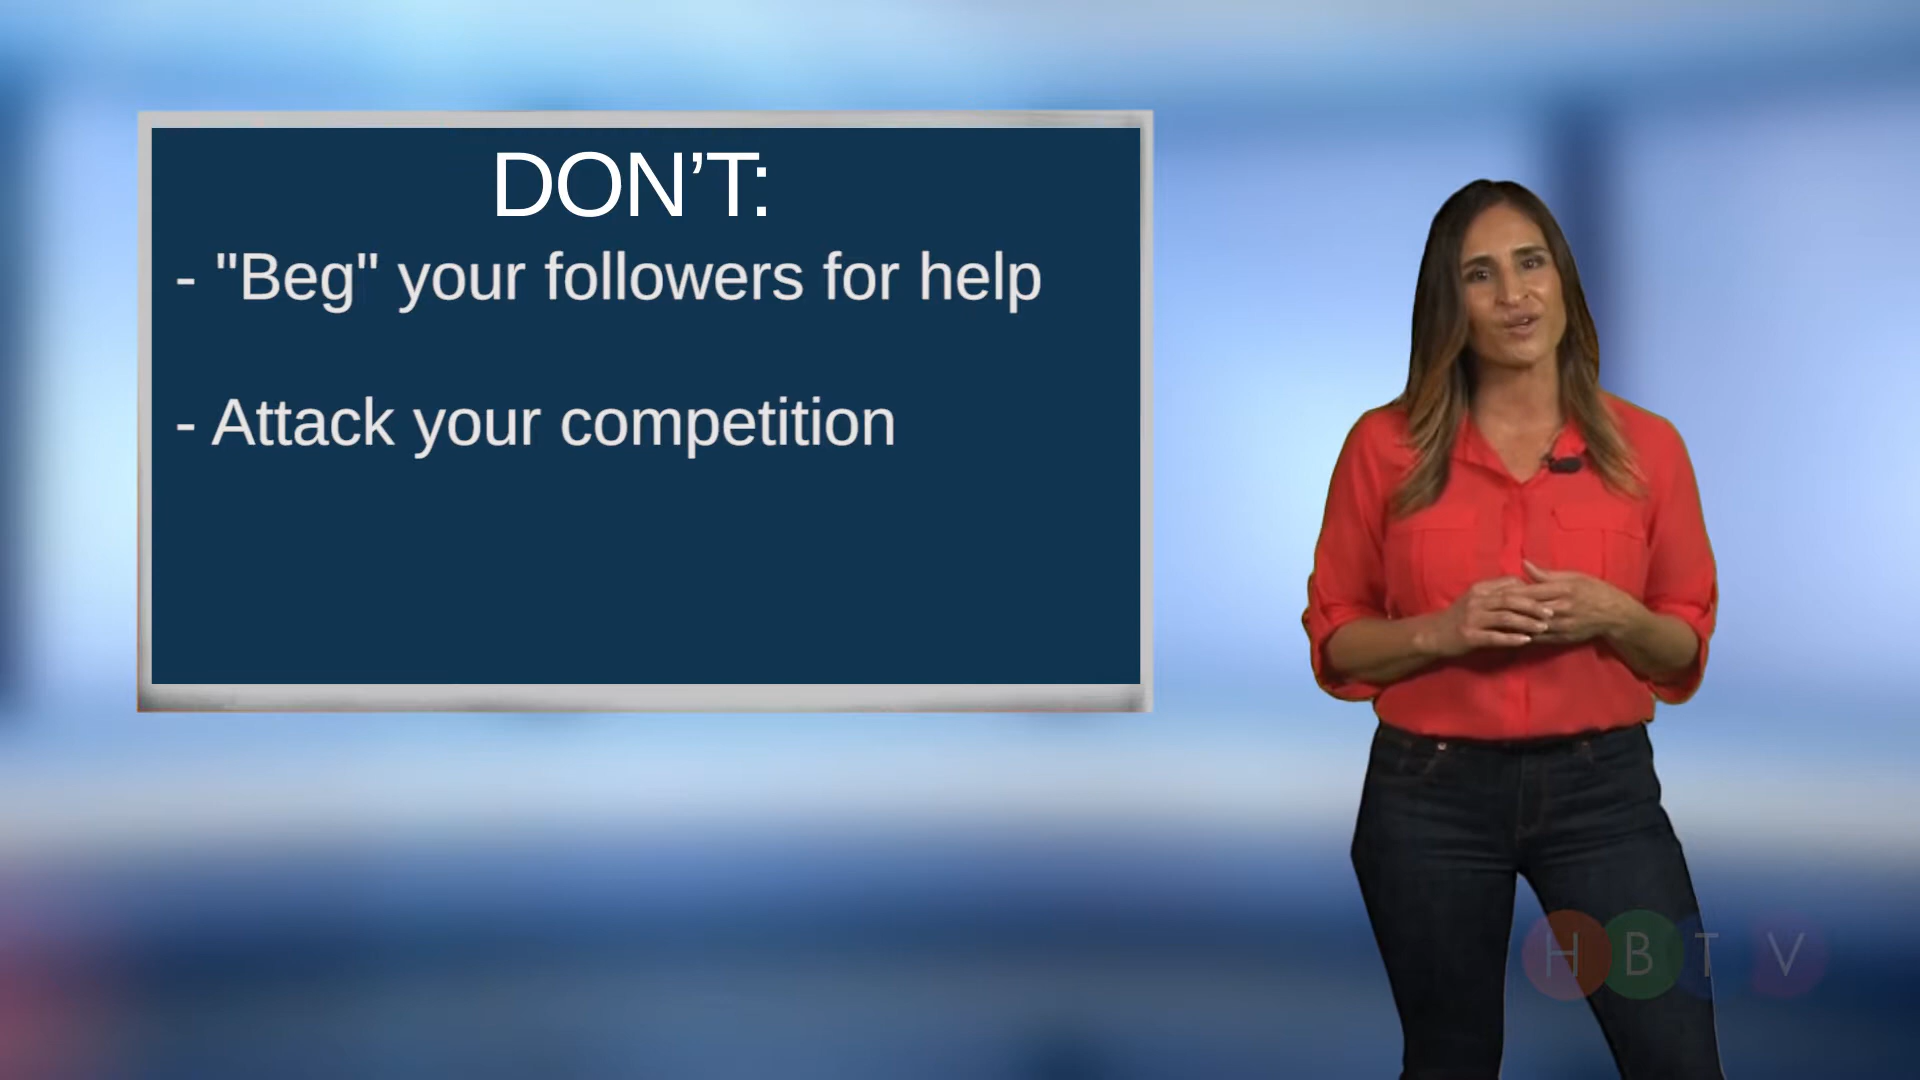 DON’T:
- "Beg" your followers for help
- Attack your competition
HBTV